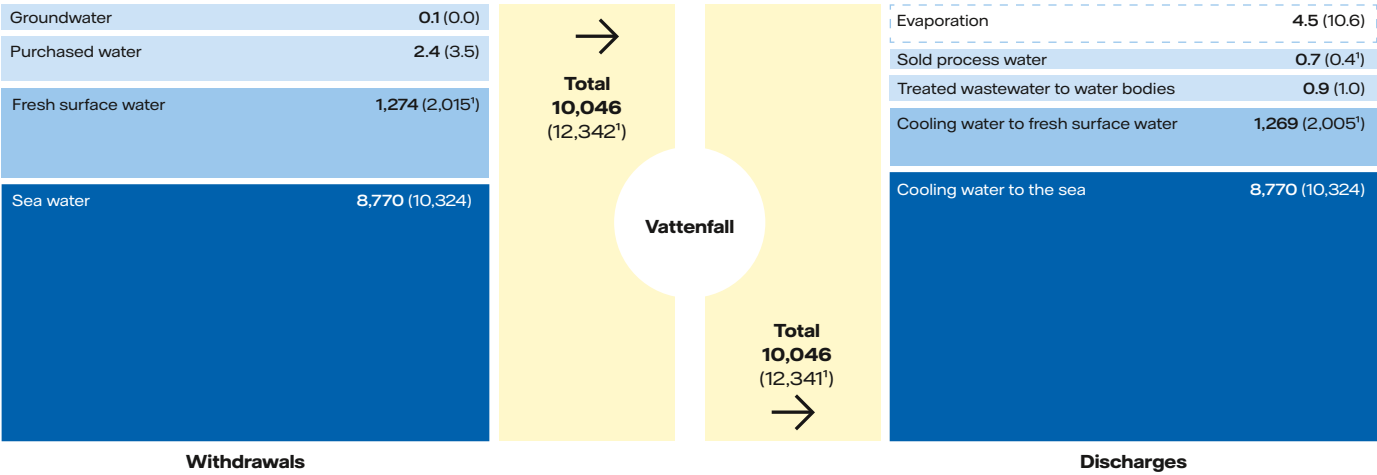 Groundwater 0.1 (0.0)
Purchased water 2.4 (3.5)
Fresh surface water 1,274 (2,015¹)
Sea water 8,770 (10,324)
Withdrawals
Total
10,046
(12,342¹)
Vattenfall
Total
10,046
(12,341¹)
Evaporation 4.5 (10.6)
Sold process water 0.7 (0.4¹)
Treated wastewater to water bodies 0.9 (1.0)
Cooling water to fresh surface water 1,269 (2,005¹)
Cooling water to the sea 8,770 (10,324)
Discharges